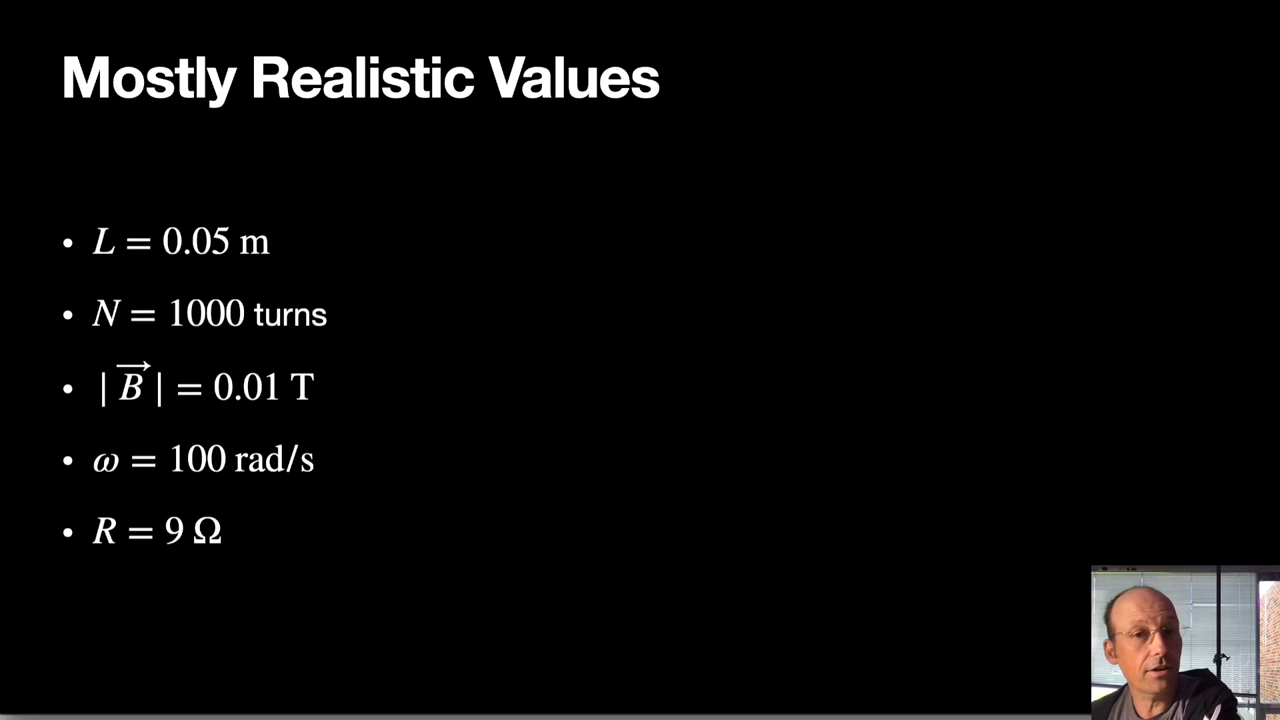 Mostly Realistic Values
• L = 0.05 m
• N = 1000 turns
• |B⃗| = 0.01 T
• ω = 100 rad/s
• R = 9 Ω